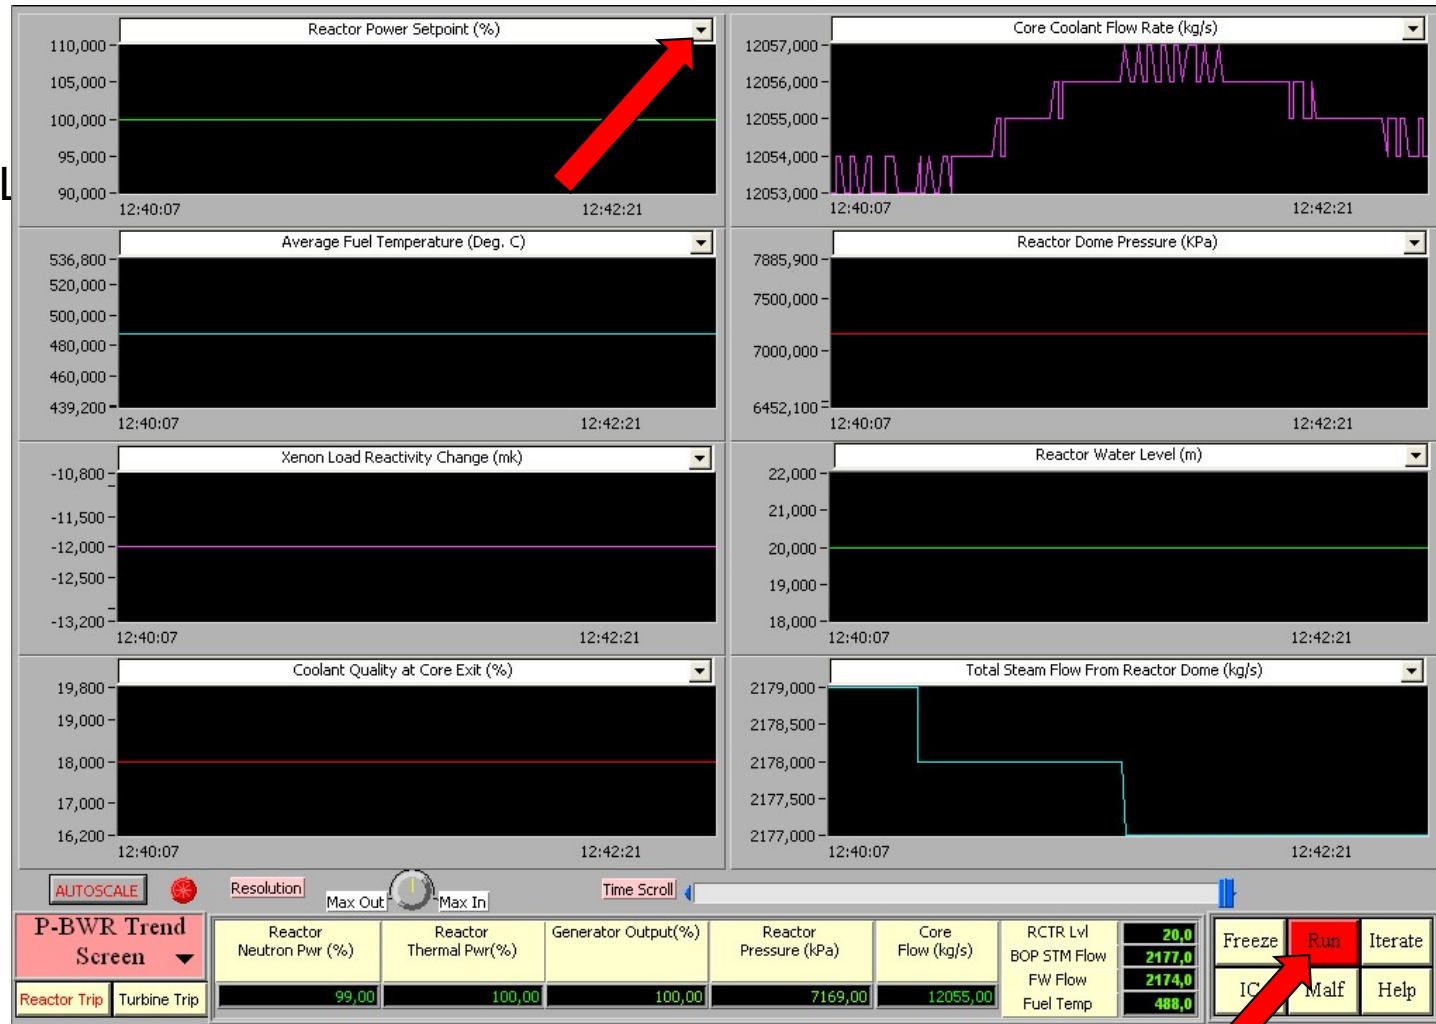 Reactor Power Setpoint (%)
110,000
105,000
100,000
95,000
90,000
12:40:07 12:42:21
Core Coolant Flow Rate (kg/s)
12057,000
12056,000
12055,000
12054,000
12053,000
12:40:07 12:42:21
L
Average Fuel Temperature (Deg. C)
536,800
520,000
500,000
480,000
460,000
439,200
12:40:07 12:42:21
Reactor Dome Pressure (KPa)
7885,900
7500,000
7000,000
6452,100
12:40:07 12:42:21
Xenon Load Reactivity Change (mk)
-10,800
-11,500
-12,000
-12,500
-13,200
12:40:07 12:42:21
Reactor Water Level (m)
22,000
21,000
20,000
19,000
18,000
12:40:07 12:42:21
Coolant Quality at Core Exit (%)
19,800
19,000
18,000
17,000
16,200
12:40:07 12:42:21
Total Steam Flow From Reactor Dome (kg/s)
2179,000
2178,500
2178,000
2177,500
2177,000
12:40:07 12:42:21
AUTOSCALE
Resolution
Max Out Max In
Time Scroll
P-BWR Trend
Screen
Reactor Trip Turbine Trip
Reactor
Neutron Pwr (%)
99,00
Reactor
Thermal Pwr(%)
100,00
Generator Output(%)
100,00
Reactor
Pressure (kPa)
7169,00
Core
Flow (kg/s)
12055,00
RCTR Lvl 20,0
BOP STM Flow 2177,0
FW Flow 2174,0
Fuel Temp 488,0
Freeze Run Iterate
IC Malf Help